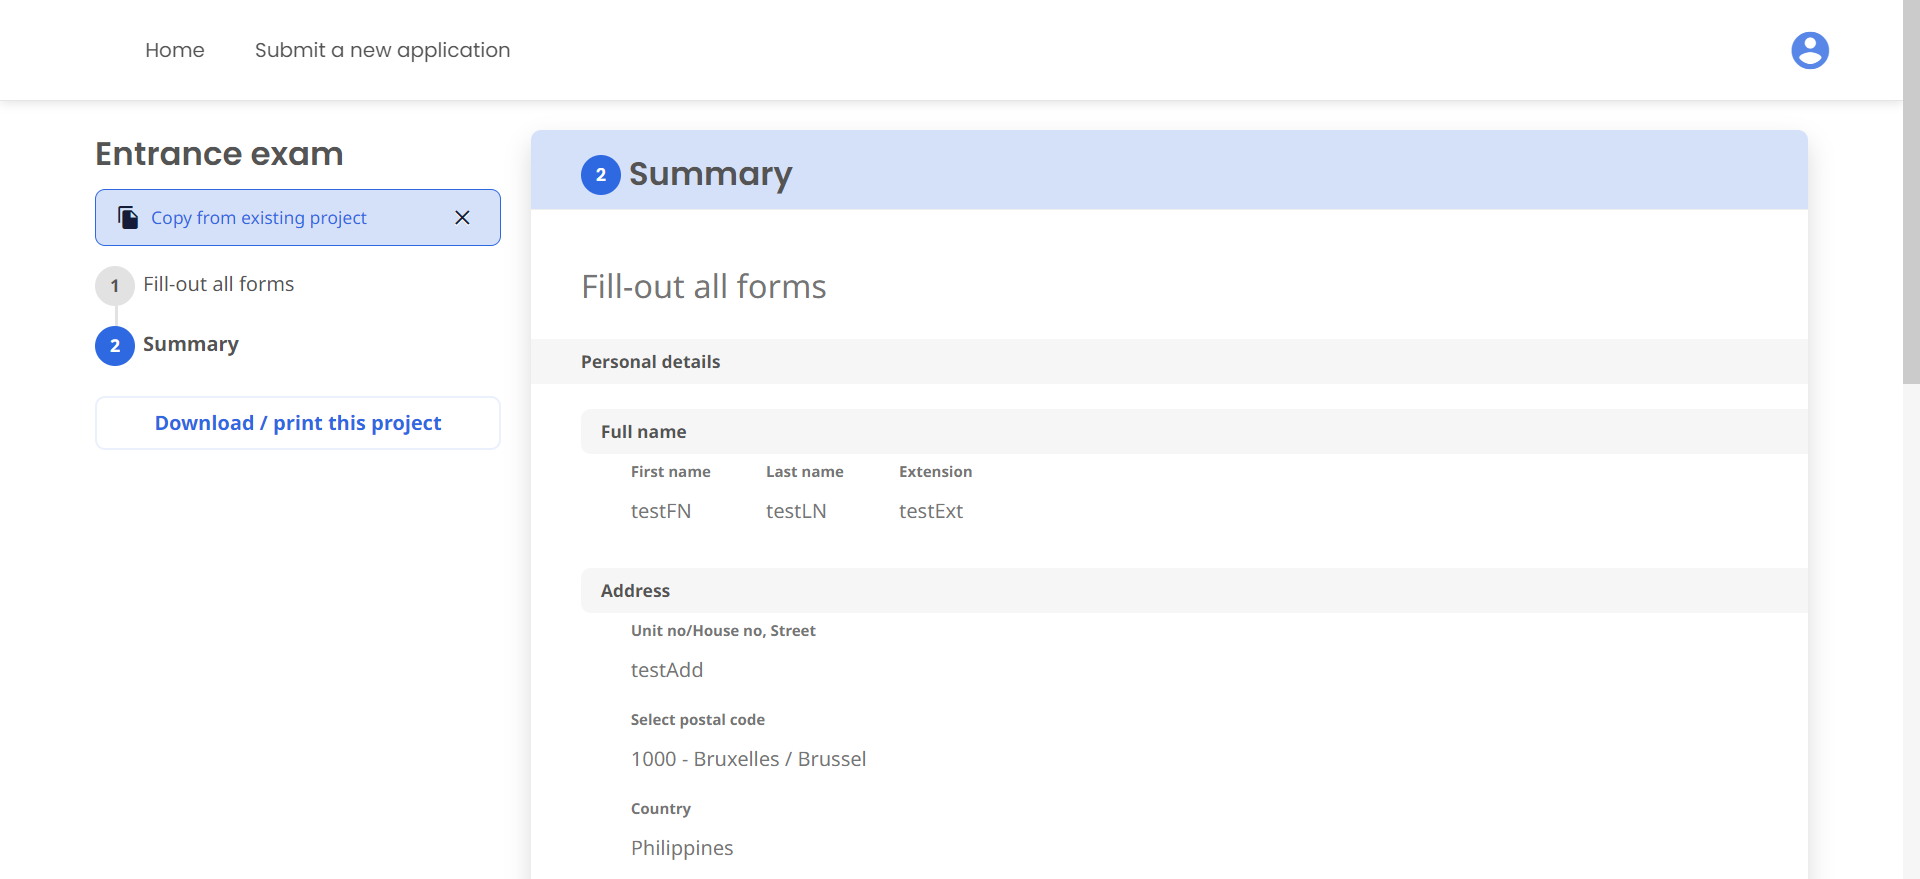 Home
Submit a new application
Entrance exam
Copy from existing project
1 Fill-out all forms
2 Summary
Download / print this project
2 Summary
Fill-out all forms
Personal details
Full name
First name Last name Extension
testFN testLN testExt
Address
Unit no/House no, Street
testAdd
Select postal code
1000 - Bruxelles / Brussel
Country
Philippines